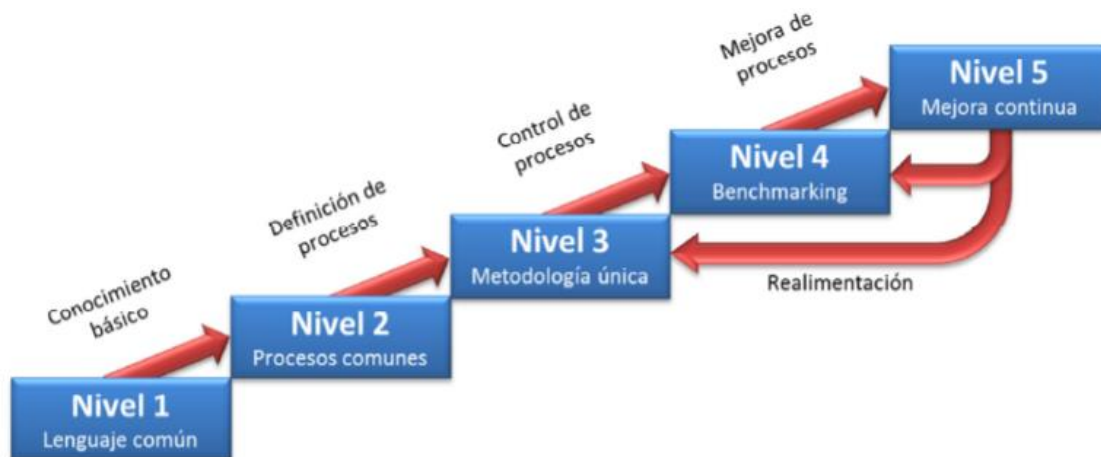 Mejora de
procesos
Nivel 5
Mejora continua
Control de
procesos
Nivel 4
Benchmarking
Definición de
procesos
Nivel 3
Metodología única
Realimentación
Conocimiento
básico
Nivel 2
Procesos comunes
Nivel 1
Lenguaje común